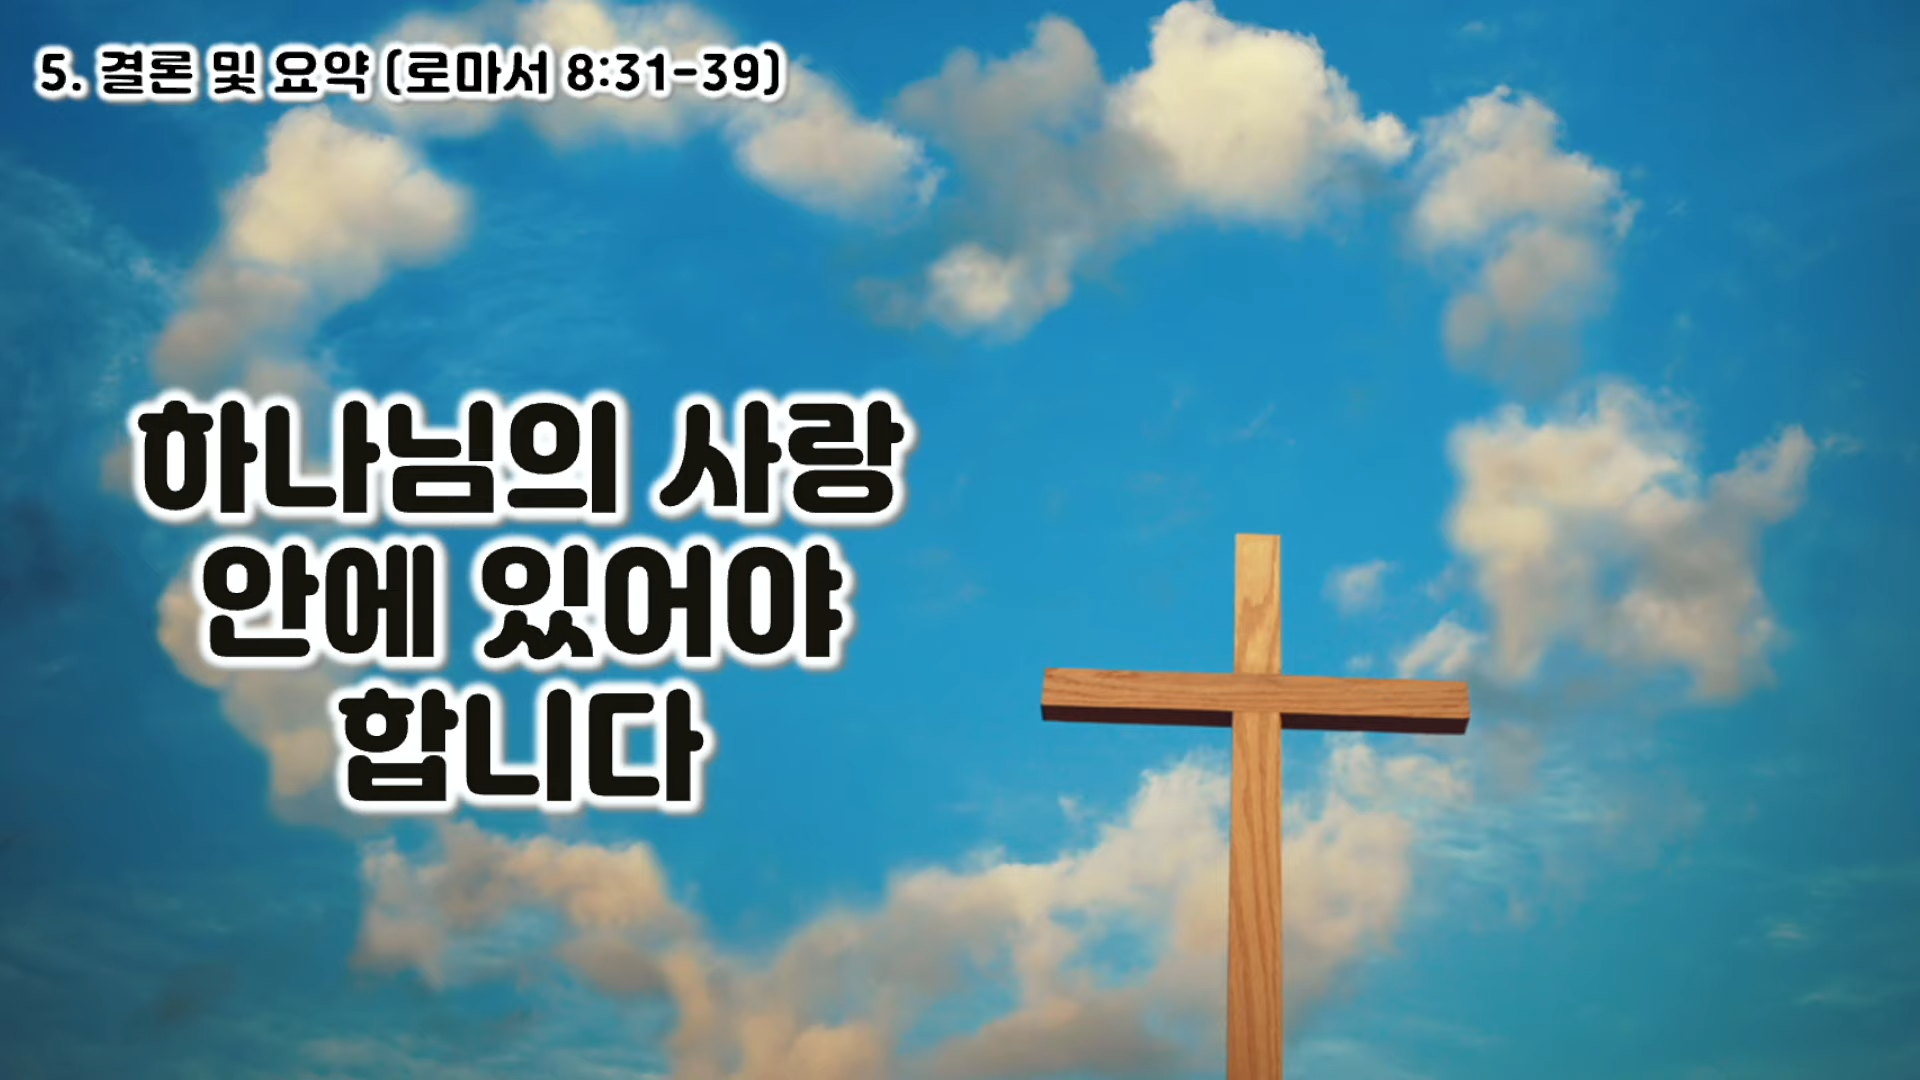 5. 결론 및 요약 (로마서 8:31-39)
하나님의 사랑
안에 있어야
합니다